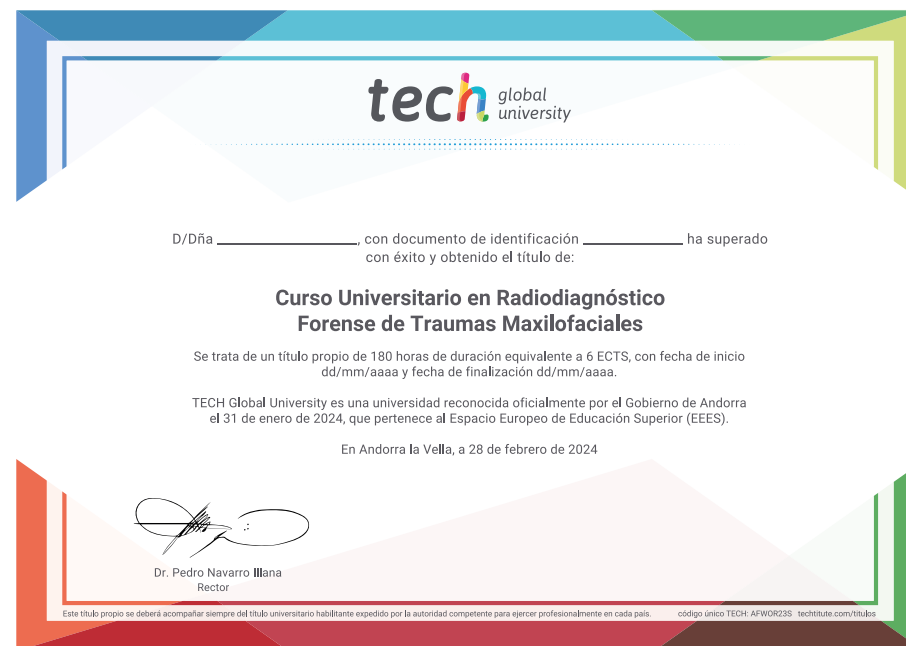 tech global university
D/Dña ____________, con documento de identificación ____________ ha superado
con éxito y obtenido el título de:
Curso Universitario en Radiodiagnóstico
Forense de Traumas Maxilofaciales
Se trata de un título propio de 180 horas de duración equivalente a 6 ECTS, con fecha de inicio
dd/mm/aaaa y fecha de finalización dd/mm/aaaa.
TECH Global University es una universidad reconocida oficialmente por el Gobierno de Andorra
el 31 de enero de 2024, que pertenece al Espacio Europeo de Educación Superior (EEES).
En Andorra la Vella, a 28 de febrero de 2024
Dr. Pedro Navarro Illana
Rector
Este título propio se deberá acompañar siempre del título universitario habilitante expedido por la autoridad competente para ejercer profesionalmente en cada país. código único TECH: AFWOR23S techtitute.com/titulos